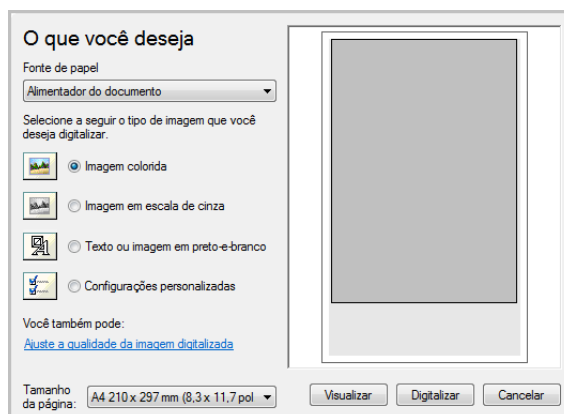 O que você deseja
Fonte de papel
Alimentador do documento
Selecione a seguir o tipo de imagem que você
deseja digitalizar.
Imagem colorida
Imagem em escala de cinza
Texto ou imagem em preto-e-branco
Configurações personalizadas
Você também pode:
Ajuste a qualidade da imagem digitalizada
Tamanho
da página:
A4 210 x 297 mm (8,3 x 11,7 pol
Visualizar
Digitalizar
Cancelar